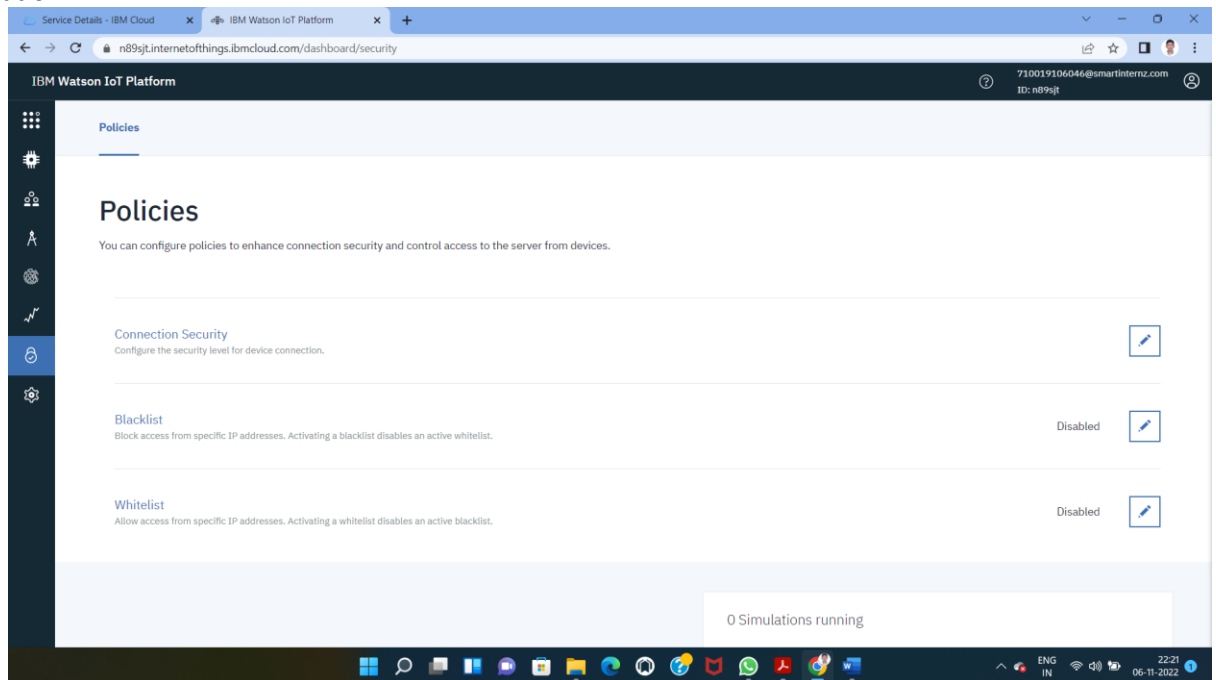 Service Details - IBM Cloud
IBM Watson IoT Platform
n89sjt.internetofthings.ibmcloud.com/dashboard/security
IBM Watson IoT Platform
710019106046@smartinternz.com
ID: n89sjt
Policies
Policies
You can configure policies to enhance connection security and control access to the server from devices.
Connection Security
Configure the security level for device connection.
Blacklist
Block access from specific IP addresses. Activating a blacklist disables an active whitelist.
Disabled
Whitelist
Allow access from specific IP addresses. Activating a whitelist disables an active blacklist.
Disabled
0 Simulations running
ENG
IN
22:21
06-11-2022
1